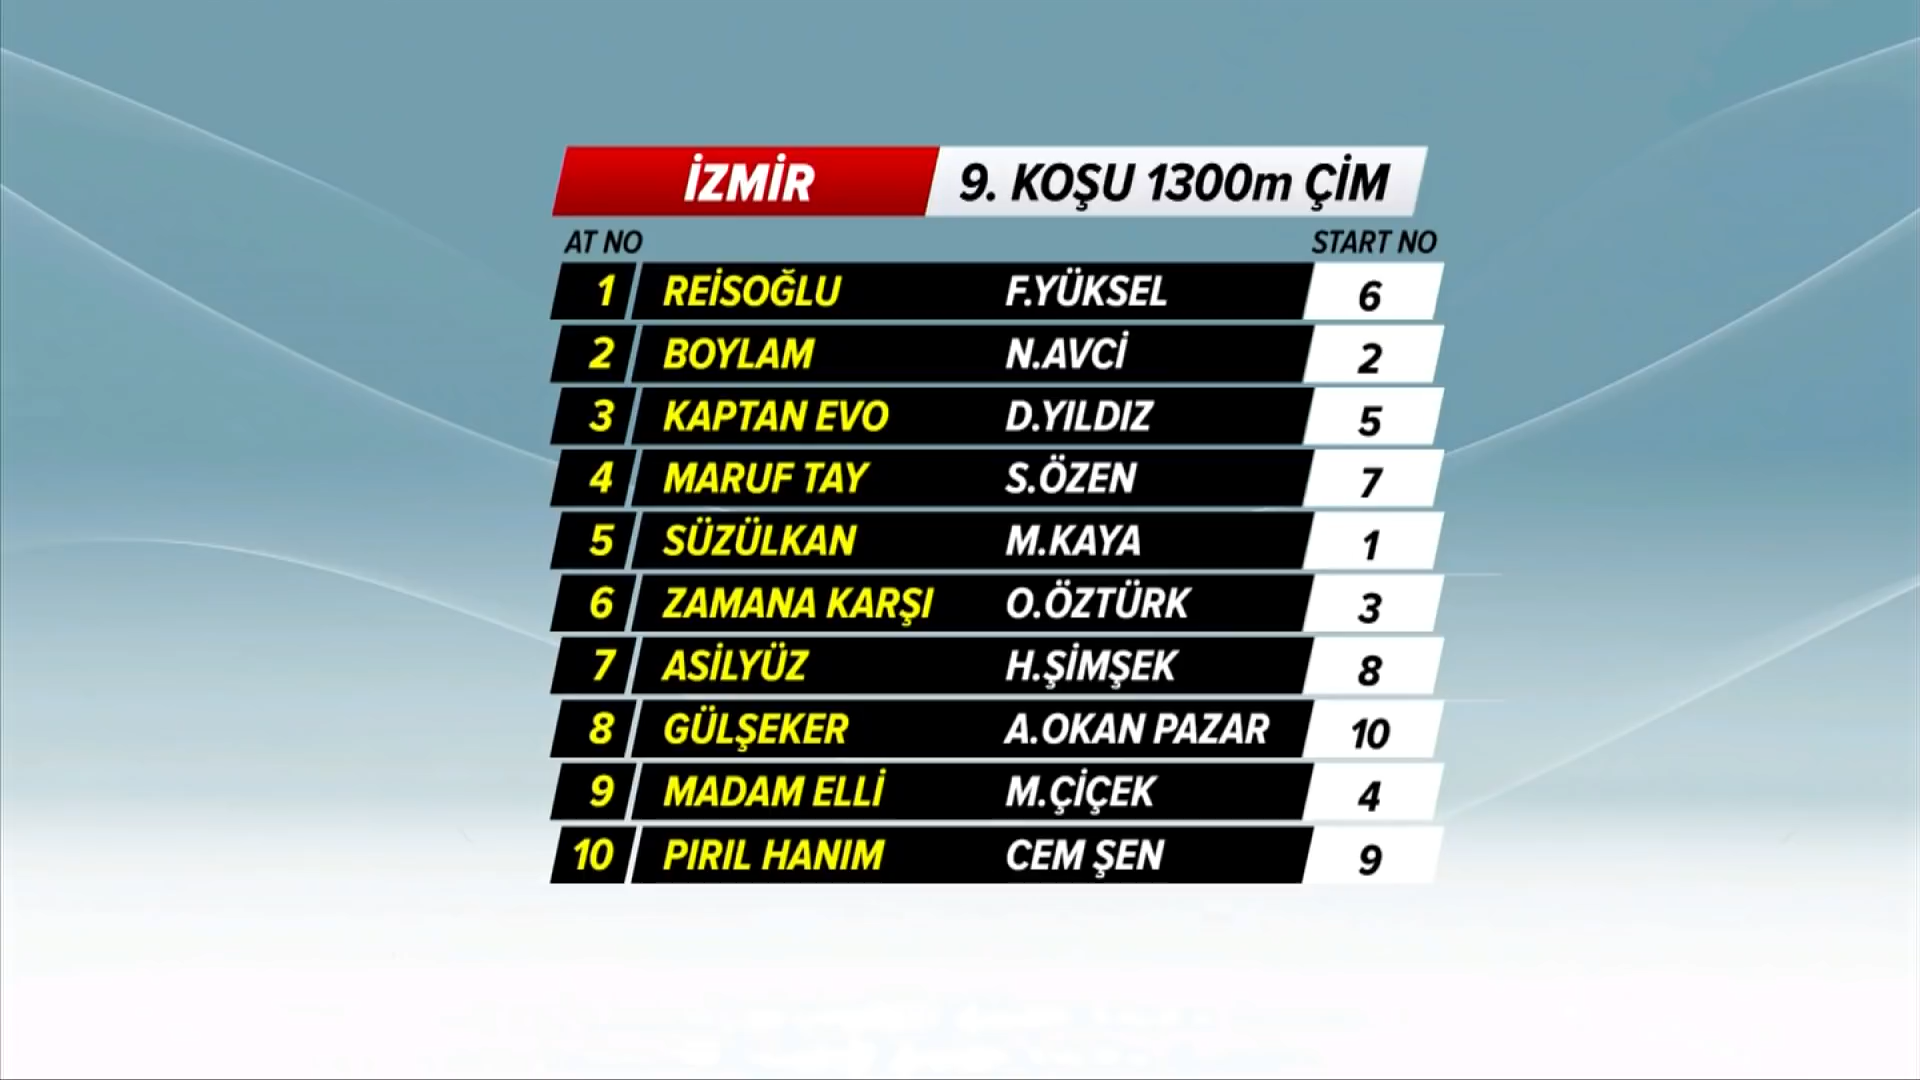 İZMİR 9. KOŞU 1300m ÇİM
AT NO START NO
1 REİSOĞLU F.YÜKSEL 6
2 BOYLAM N.AVCİ 2
3 KAPTAN EVO D.YILDIZ 5
4 MARUF TAY S.ÖZEN 7
5 SÜZÜLKAN M.KAYA 1
6 ZAMANA KARŞI O.ÖZTÜRK 3
7 ASİLYÜZ H.ŞİMŞEK 8
8 GÜLŞEKER A.OKAN PAZAR 10
9 MADAM ELLİ M.ÇİÇEK 4
10 PIRIL HANIM CEM ŞEN 9